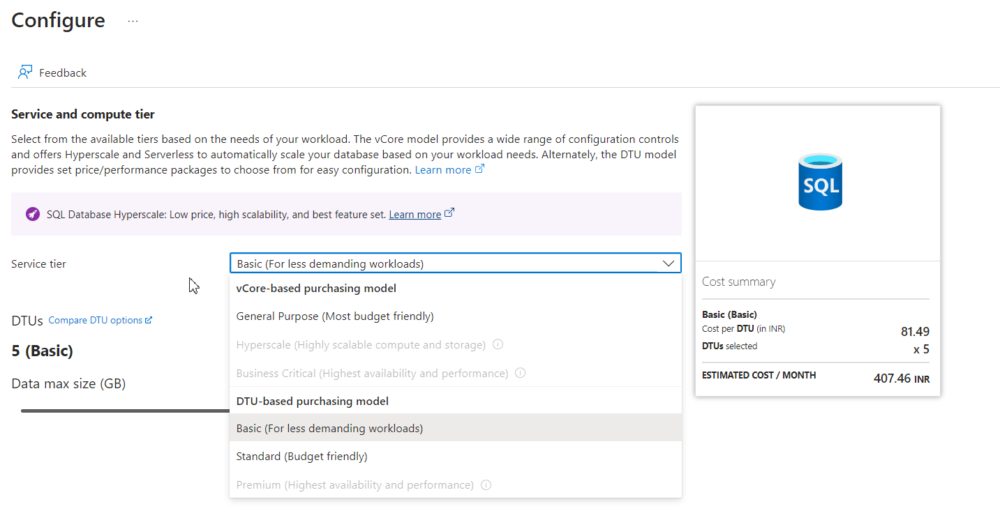 Configure ...
Feedback
Service and compute tier
Select from the available tiers based on the needs of your workload. The vCore model provides a wide range of configuration controls
and offers Hyperscale and Serverless to automatically scale your database based on your workload needs. Alternately, the DTU model
provides set price/performance packages to choose from for easy configuration. Learn more
SQL Database Hyperscale: Low price, high scalability, and best feature set. Learn more
Service tier
Basic (For less demanding workloads)
vCore-based purchasing model
General Purpose (Most budget friendly)
Hyperscale (Highly scalable compute and storage)
Business Critical (Highest availability and performance)
DTU-based purchasing model
Basic (For less demanding workloads)
Standard (Budget friendly)
Premium (Highest availability and performance)
DTUs Compare DTU options
5 (Basic)
Data max size (GB)
SQL
Cost summary
Basic (Basic)
Cost per DTU (in INR) 81.49
DTUs selected x 5
ESTIMATED COST / MONTH 407.46 INR